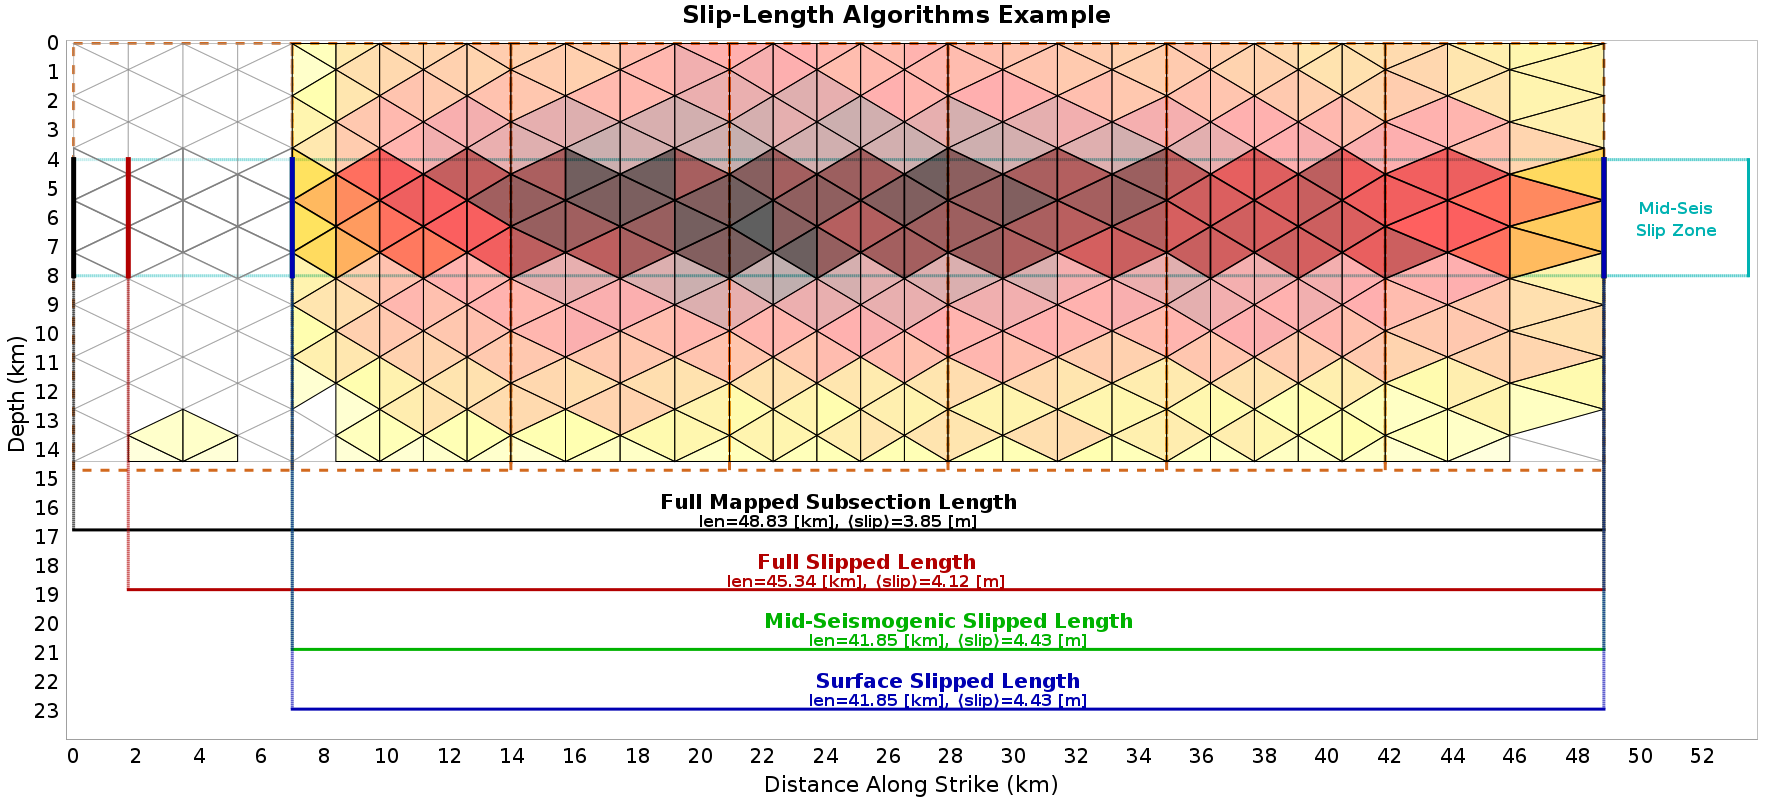 Slip-Length Algorithms Example
0
1
2
3
4
5
6
7
8
9
10
11
12
13
14
15
16
17
18
19
20
21
22
23
Depth (km)
Mid-Seis
Slip Zone
Full Mapped Subsection Length
len=48.83 [km], ⟨slip⟩=3.85 [m]
Full Slipped Length
len=45.34 [km], ⟨slip⟩=4.12 [m]
Mid-Seismogenic Slipped Length
len=41.85 [km], ⟨slip⟩=4.43 [m]
Surface Slipped Length
len=41.85 [km], ⟨slip⟩=4.43 [m]
0 2 4 6 8 10 12 14 16 18 20 22 24 26 28 30 32 34 36 38 40 42 44 46 48 50 52
Distance Along Strike (km)